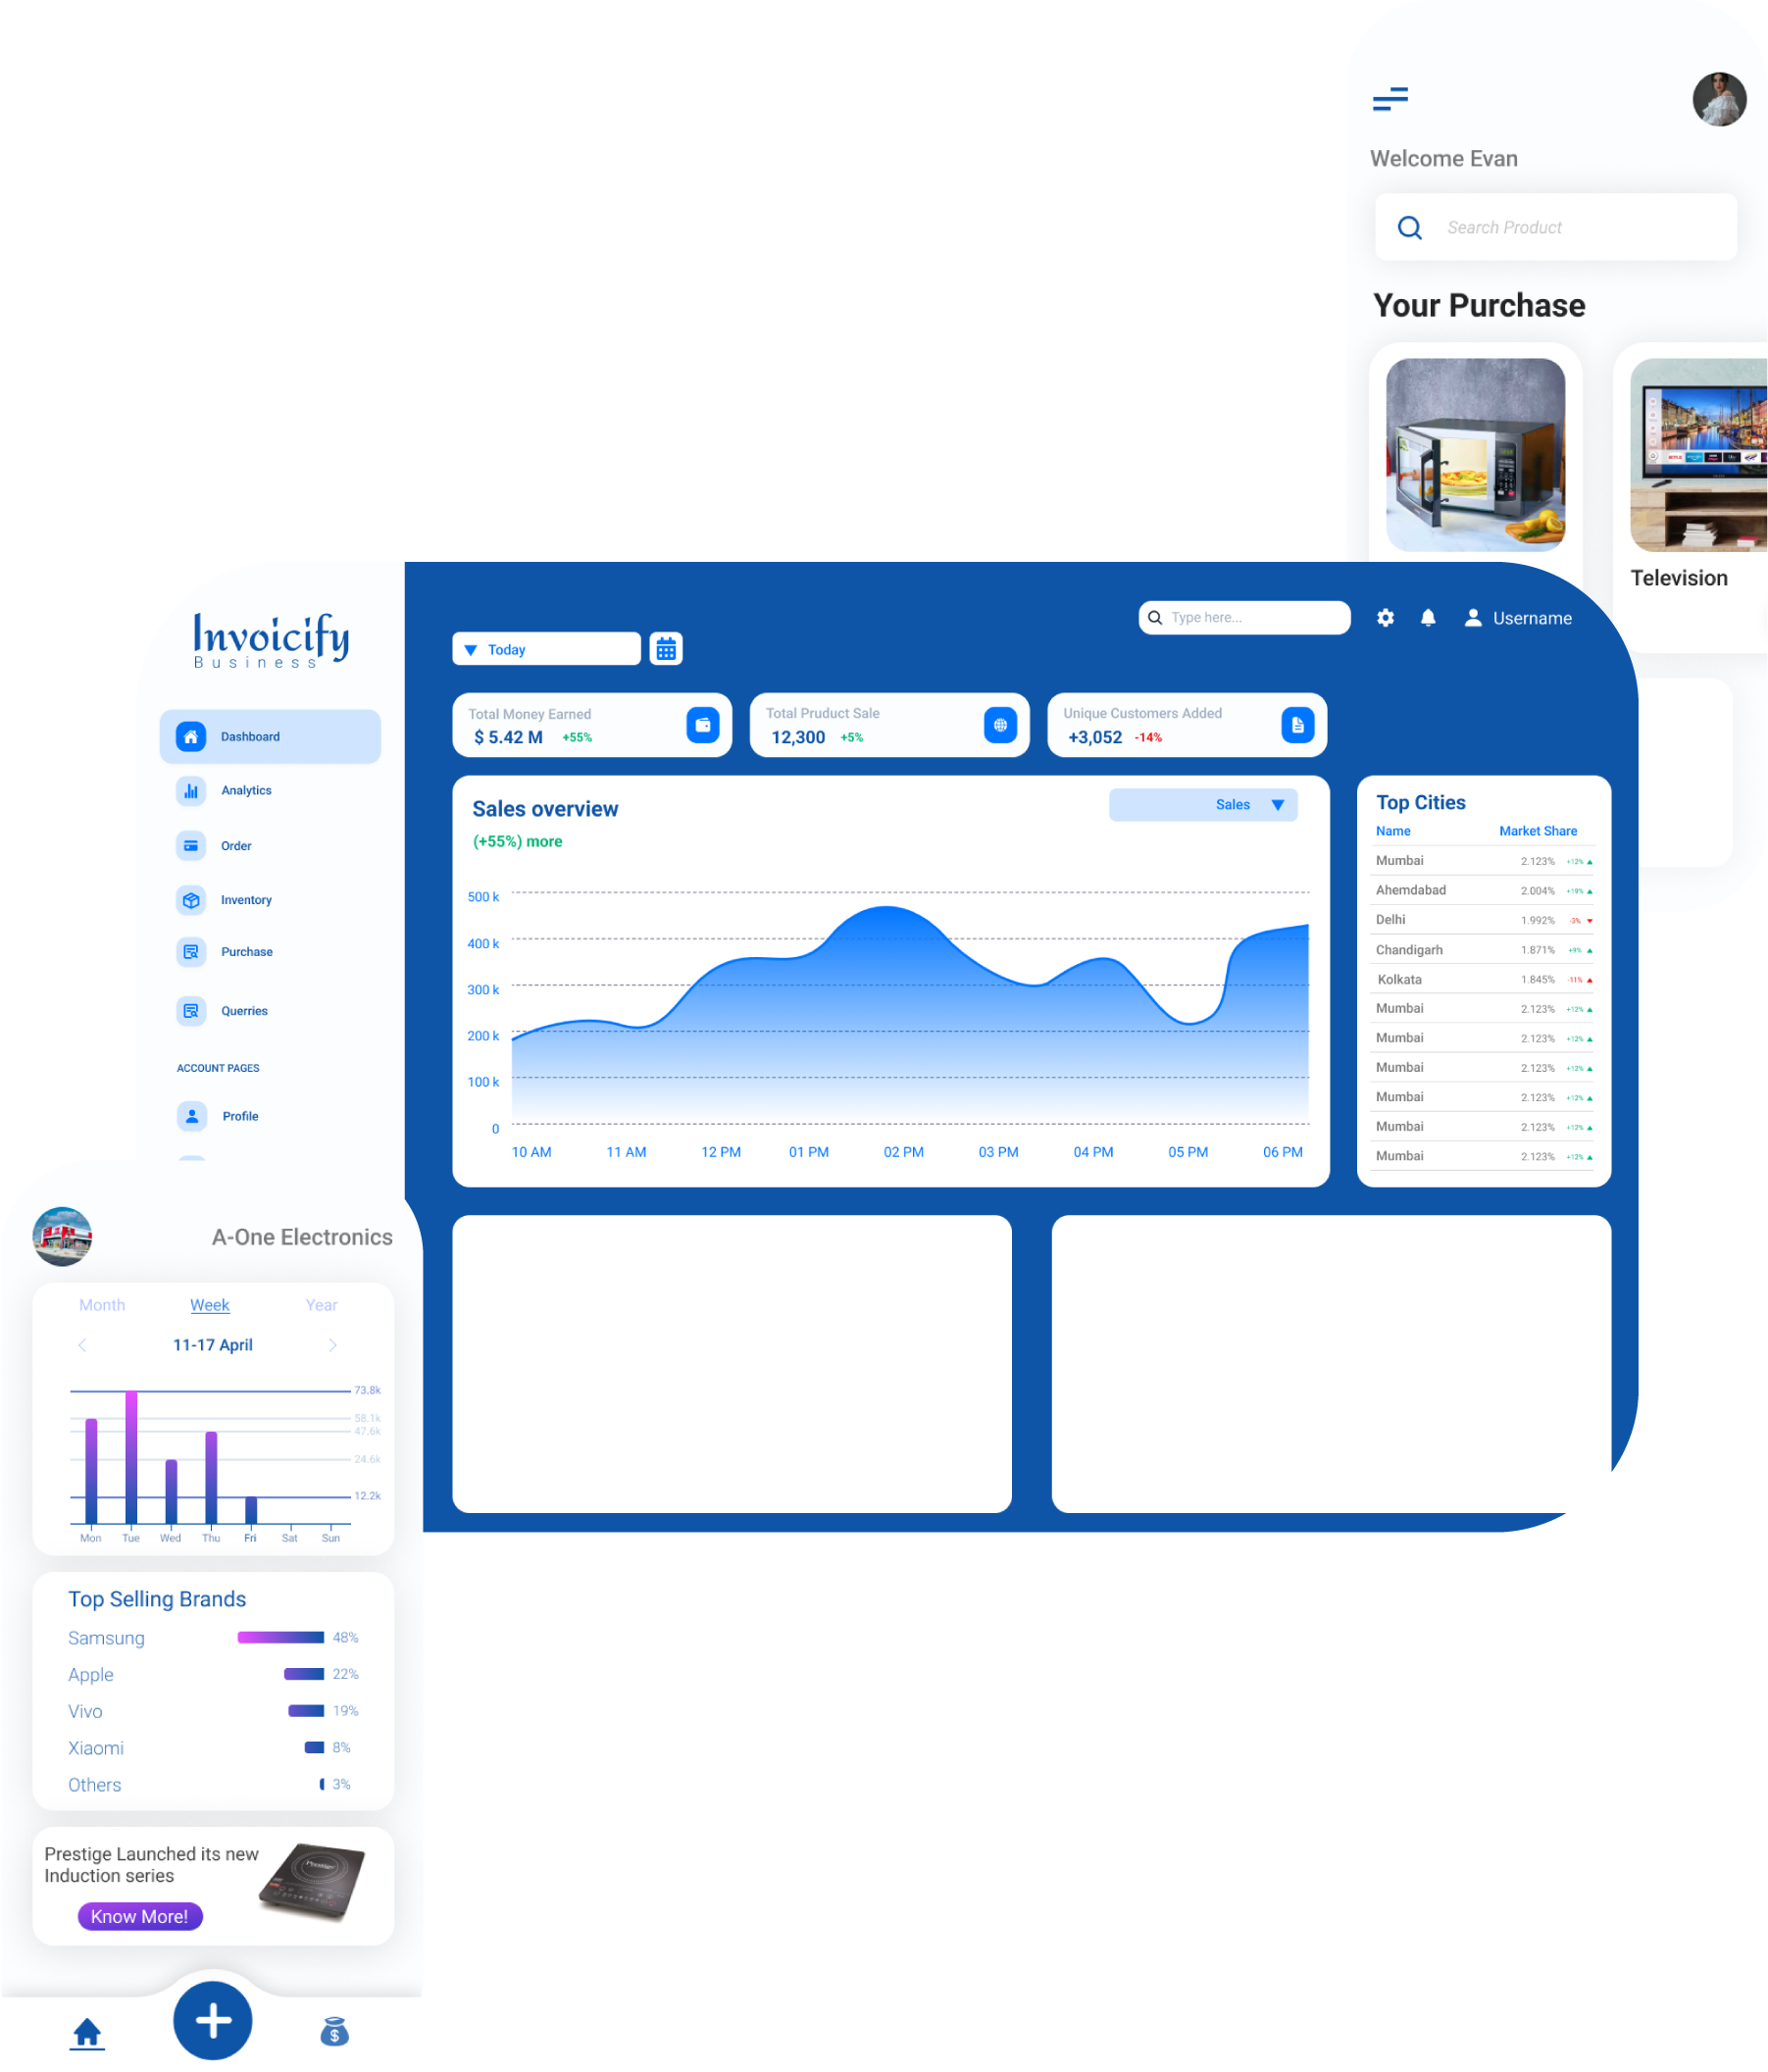 Welcome Evan
Search Product
Your Purchase
Television
Invoicify
Business
Dashboard
Analytics
Order
Inventory
Purchase
Querries
ACCOUNT PAGES
Profile
Type here...
Username
Today
Total Money Earned
$ 5.42 M +55%
Total Pruduct Sale
12,300 +5%
Unique Customers Added
+3,052 -14%
Sales overview
Sales
(+55%) more
500 k
400 k
300 k
200 k
100 k
0
10 AM 11 AM 12 PM 01 PM 02 PM 03 PM 04 PM 05 PM 06 PM
Top Cities
Name Market Share
Mumbai 2.123% +12%
Ahemdabad 2.004% +19%
Delhi 1.992% -3%
Chandigarh 1.871% +9%
Kolkata 1.845% -11%
Mumbai 2.123% +12%
Mumbai 2.123% +12%
Mumbai 2.123% +12%
Mumbai 2.123% +12%
Mumbai 2.123% +12%
Mumbai 2.123% +12%
A-One Electronics
Month Week Year
11-17 April
73.8k
58.1k
47.6k
24.6k
12.2k
Mon Tue Wed Thu Fri Sat Sun
Top Selling Brands
Samsung 48%
Apple 22%
Vivo 19%
Xiaomi 8%
Others 3%
Prestige Launched its new
Induction series
Prestige
Know More!